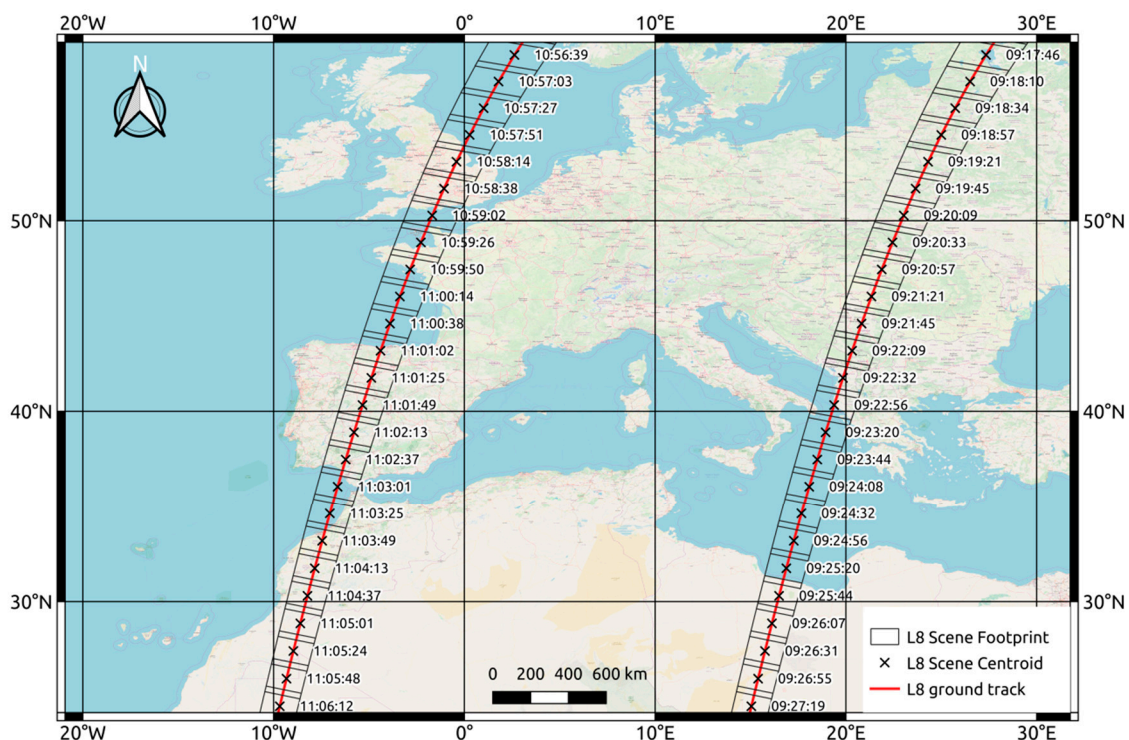 20°W 10°W 0° 10°E 20°E 30°E
N
10:56:39 09:17:46
10:57:03 09:18:10
10:57:27 09:18:34
10:57:51 09:18:57
10:58:14 09:19:21
10:58:38 09:19:45
50°N 10:59:02 09:20:09 50°N
10:59:26 09:20:33
10:59:50 09:20:57
11:00:14 09:21:21
11:00:38 09:21:45
11:01:02 09:22:09
11:01:25 09:22:32
40°N 11:01:49 09:22:56 40°N
11:02:13 09:23:20
11:02:37 09:23:44
11:03:01 09:24:08
11:03:25 09:24:32
11:03:49 09:24:56
11:04:13 09:25:20
30°N 11:04:37 09:25:44 30°N
11:05:01 09:26:07
11:05:24 09:26:31
11:05:48 09:26:55
11:06:12 09:27:19
L8 Scene Footprint
L8 Scene Centroid
L8 ground track
0 200 400 600 km
20°W 10°W 0° 10°E 20°E 30°E